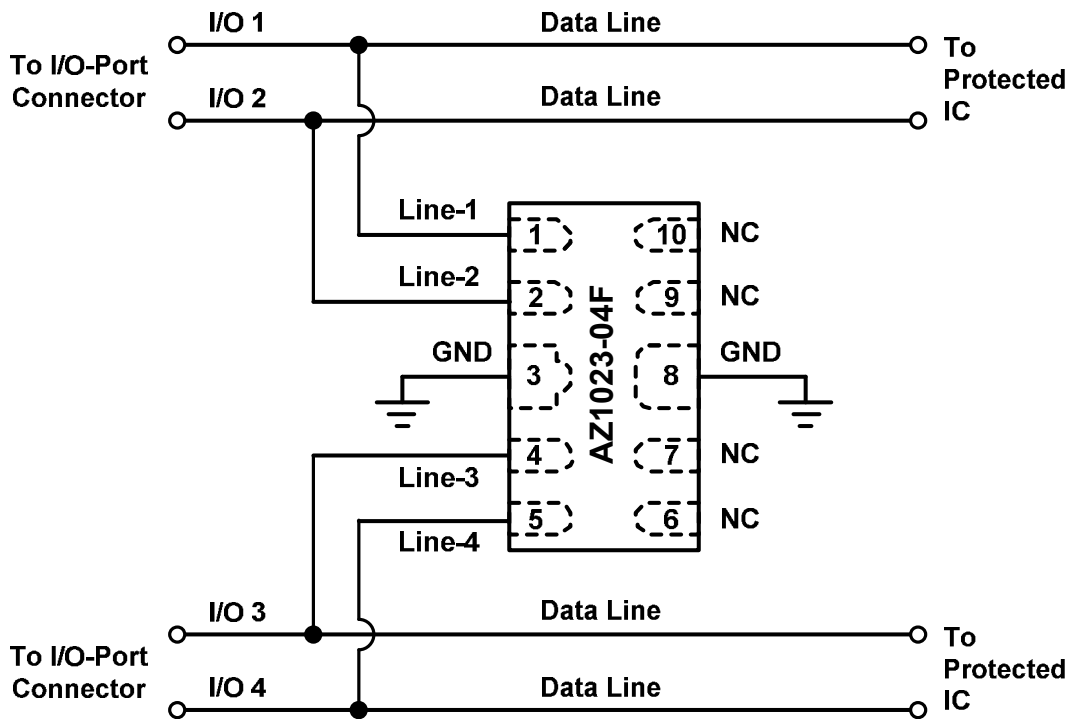 I/O 1
Data Line
To I/O-Port
Connector
To
Protected
IC
I/O 2
Data Line
Line-1
1
10
NC
Line-2
2
9
NC
AZ1023-04F
GND
3
8
GND
4
7
NC
Line-3
5
6
NC
Line-4
I/O 3
Data Line
To I/O-Port
Connector
To
Protected
IC
I/O 4
Data Line